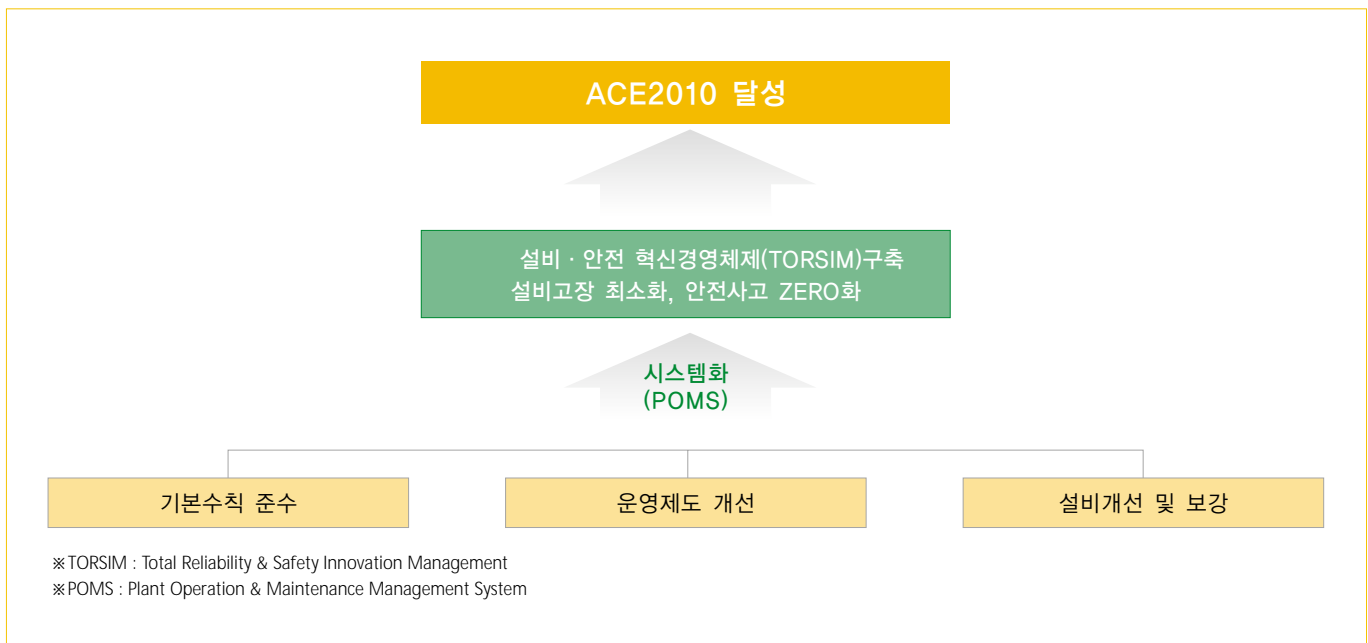 ACE2010 달성
설비 · 안전 혁신경영체제(TORSIM)구축
설비고장 최소화, 안전사고 ZERO화
시스템화
(POMS)
기본수칙 준수
운영제도 개선
설비개선 및 보강
※TORSIM : Total Reliability & Safety Innovation Management
※POMS : Plant Operation & Maintenance Management System